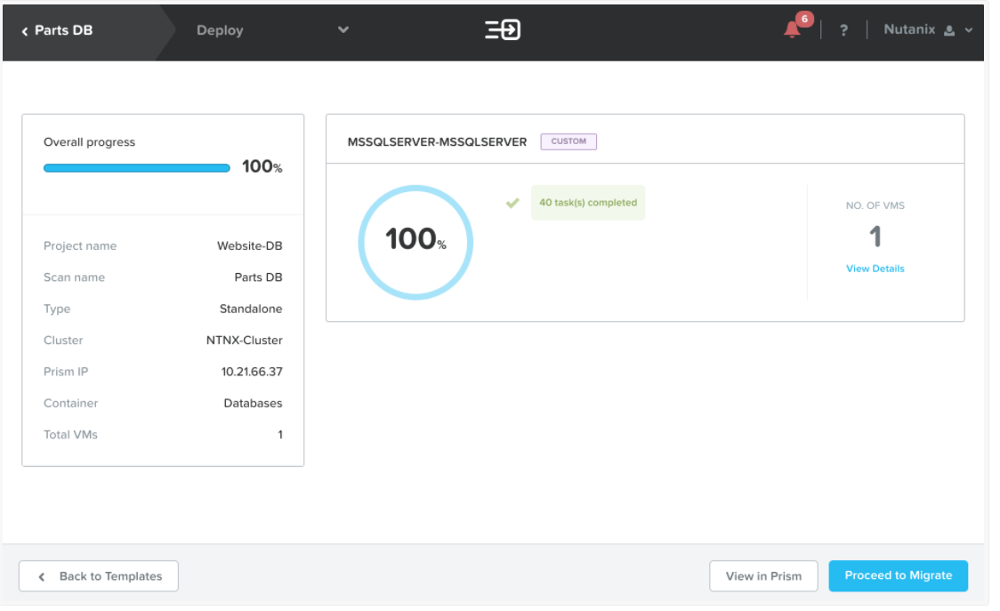 Parts DB
Deploy
6
?
Nutanix
Overall progress
100%
Project name Website-DB
Scan name Parts DB
Type Standalone
Cluster NTNX-Cluster
Prism IP 10.21.66.37
Container Databases
Total VMs 1
MSSQLSERVER-MSSQLSERVER CUSTOM
100%
40 task(s) completed
NO. OF VMS
1
View Details
Back to Templates
View in Prism
Proceed to Migrate